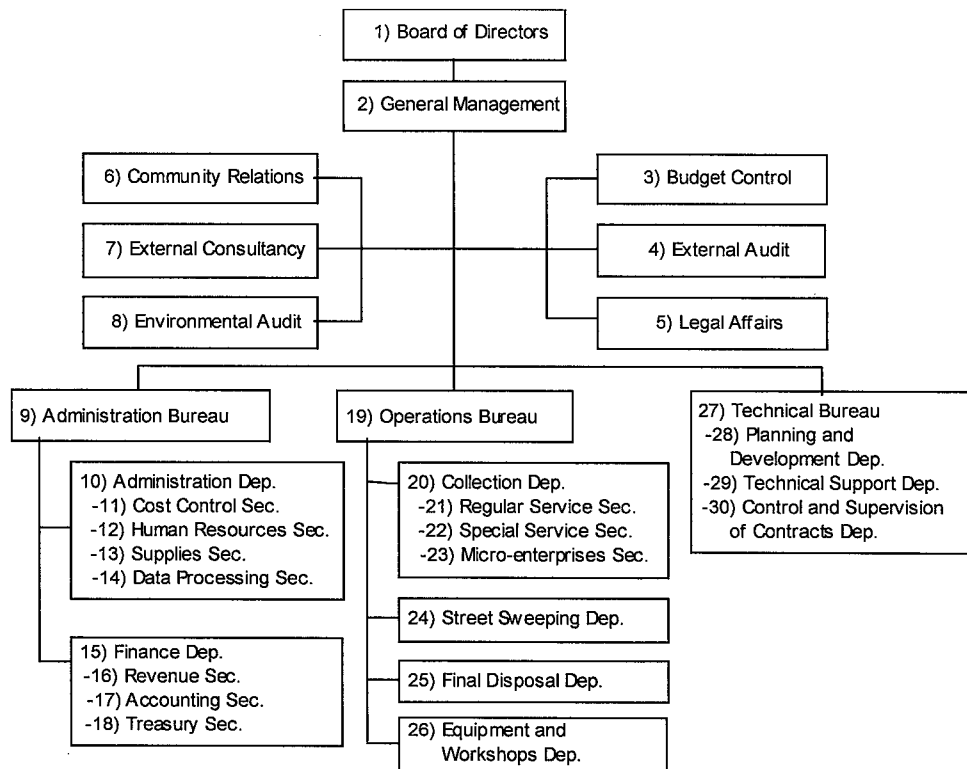 1) Board of Directors
2) General Management
6) Community Relations
3) Budget Control
7) External Consultancy
4) External Audit
8) Environmental Audit
5) Legal Affairs
9) Administration Bureau
10) Administration Dep.
-11) Cost Control Sec.
-12) Human Resources Sec.
-13) Supplies Sec.
-14) Data Processing Sec.
15) Finance Dep.
-16) Revenue Sec.
-17) Accounting Sec.
-18) Treasury Sec.
19) Operations Bureau
20) Collection Dep.
-21) Regular Service Sec.
-22) Special Service Sec.
-23) Micro-enterprises Sec.
24) Street Sweeping Dep.
25) Final Disposal Dep.
26) Equipment and
Workshops Dep.
27) Technical Bureau
-28) Planning and
Development Dep.
-29) Technical Support Dep.
-30) Control and Supervision
of Contracts Dep.